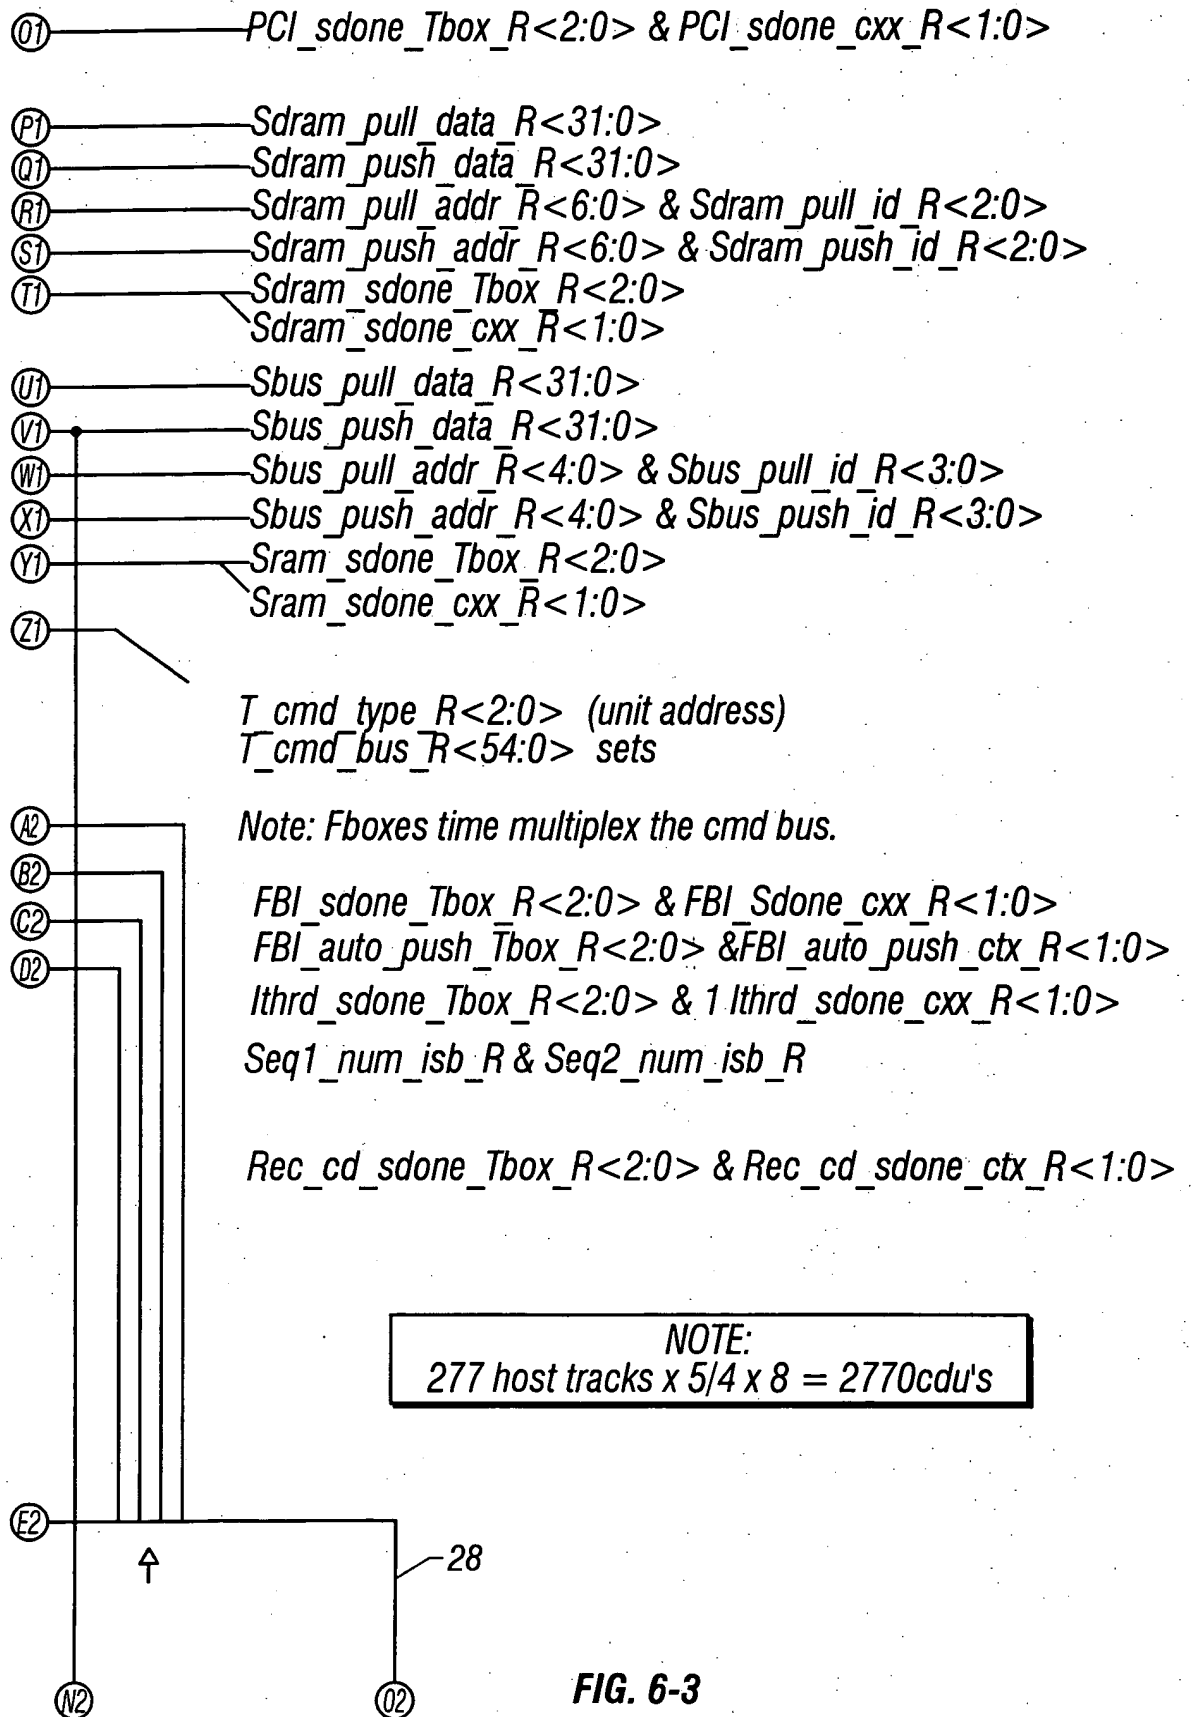 O1 PCI_sdone_Tbox_R<2:0> & PCI_sdone_cxx_R<1:0>
P1 Sdram_pull_data_R<31:0>
Q1 Sdram_push_data_R<31:0>
R1 Sdram_pull_addr_R<6:0> & Sdram_pull_id_R<2:0>
S1 Sdram_push_addr_R<6:0> & Sdram_push_id_R<2:0>
T1 Sdram_sdone_Tbox_R<2:0>
Sdram_sdone_cxx_R<1:0>
U1 Sbus_pull_data_R<31:0>
V1 Sbus_push_data_R<31:0>
W1 Sbus_pull_addr_R<4:0> & Sbus_pull_id_R<3:0>
X1 Sbus_push_addr_R<4:0> & Sbus_push_id_R<3:0>
Y1 Sram_sdone_Tbox_R<2:0>
Sram_sdone_cxx_R<1:0>
Z1
T_cmd_type_R<2:0> (unit address)
T_cmd_bus_R<54:0> sets
A2 Note: Fboxes time multiplex the cmd bus.
B2
FBI_sdone_Tbox_R<2:0> & FBI_Sdone_cxx_R<1:0>
C2
FBI_auto_push_Tbox_R<2:0> &FBI_auto_push_ctx_R<1:0>
D2
Ithrd_sdone_Tbox_R<2:0> & 1 Ithrd_sdone_cxx_R<1:0>
Seq1_num_isb_R & Seq2_num_isb_R
Rec_cd_sdone_Tbox_R<2:0> & Rec_cd_sdone_ctx_R<1:0>
NOTE:
277 host tracks x 5/4 x 8 = 2770cdu's
E2
28
N2 O2 FIG. 6-3